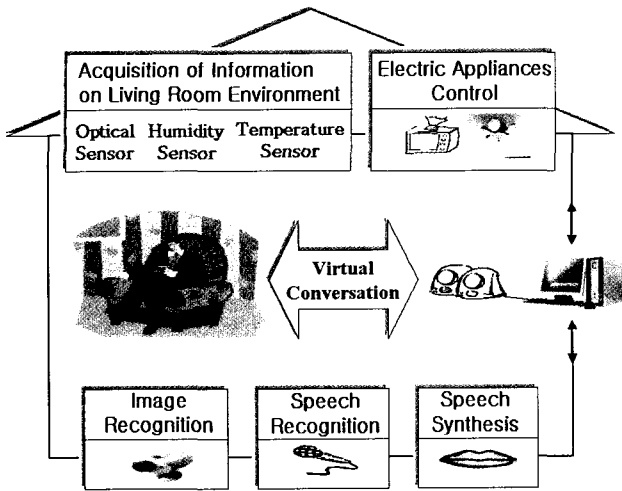 Acquisition of Information
on Living Room Environment
Optical Humidity Temperature
Sensor Sensor Sensor
Electric Appliances
Control
Virtual
Conversation
Image
Recognition
Speech
Recognition
Speech
Synthesis